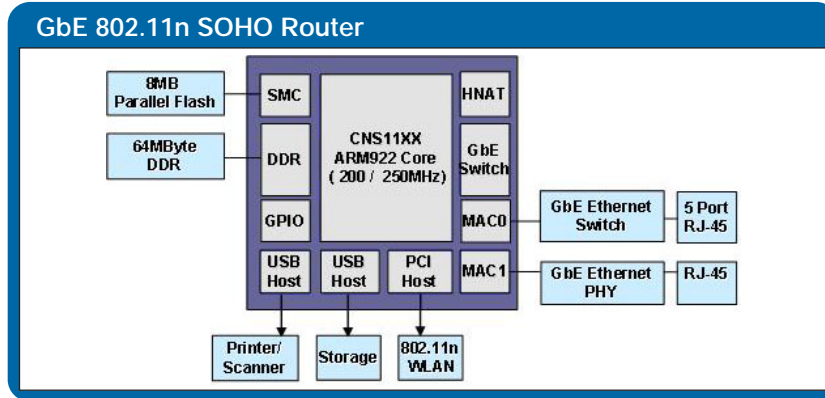 GbE 802.11n SOHO Router
8MB
Parallel Flash
64MByte
DDR
SMC
DDR
GPIO
CNS11XX
ARM922 Core
( 200 / 250MHz)
HNAT
GbE
Switch
MAC0
MAC1
USB
Host
USB
Host
PCI
Host
GbE Ethernet
Switch
5 Port
RJ-45
GbE Ethernet
PHY
RJ-45
Printer/
Scanner
Storage
802.11n
WLAN